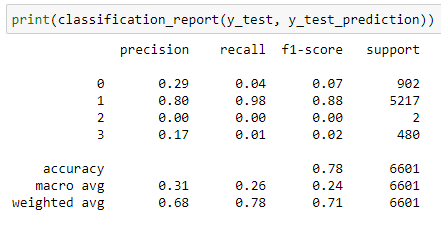 print(classification_report(y_test, y_test_prediction))
precision recall f1-score support
0 0.29 0.04 0.07 902
1 0.80 0.98 0.88 5217
2 0.00 0.00 0.00 2
3 0.17 0.01 0.02 480
accuracy 0.78 6601
macro avg 0.31 0.26 0.24 6601
weighted avg 0.68 0.78 0.71 6601